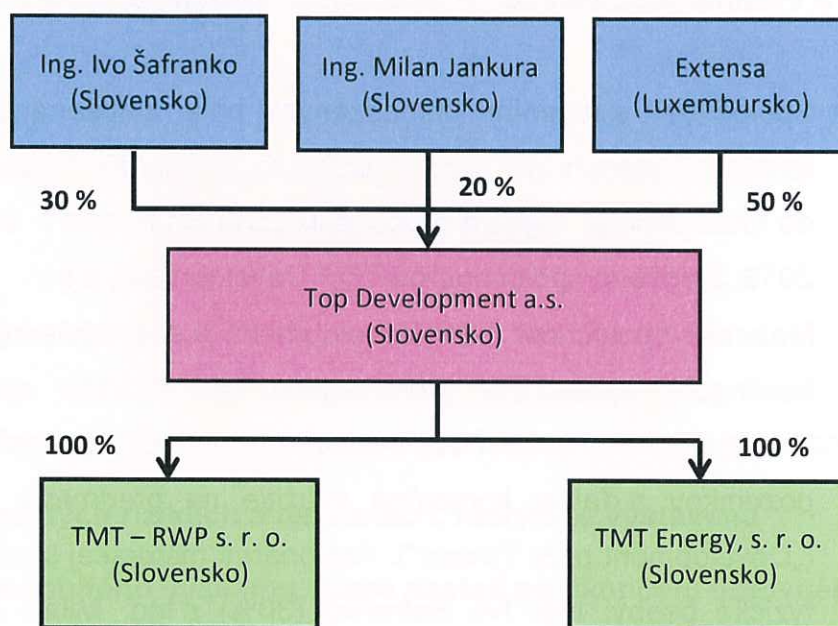 Ing. Ivo Šafranko
(Slovensko)
Ing. Milan Jankura
(Slovensko)
Extensa
(Luxembursko)
30 %
20 %
50 %
Top Development a.s.
(Slovensko)
100 %
100 %
TMT – RWP s. r. o.
(Slovensko)
TMT Energy, s. r. o.
(Slovensko)